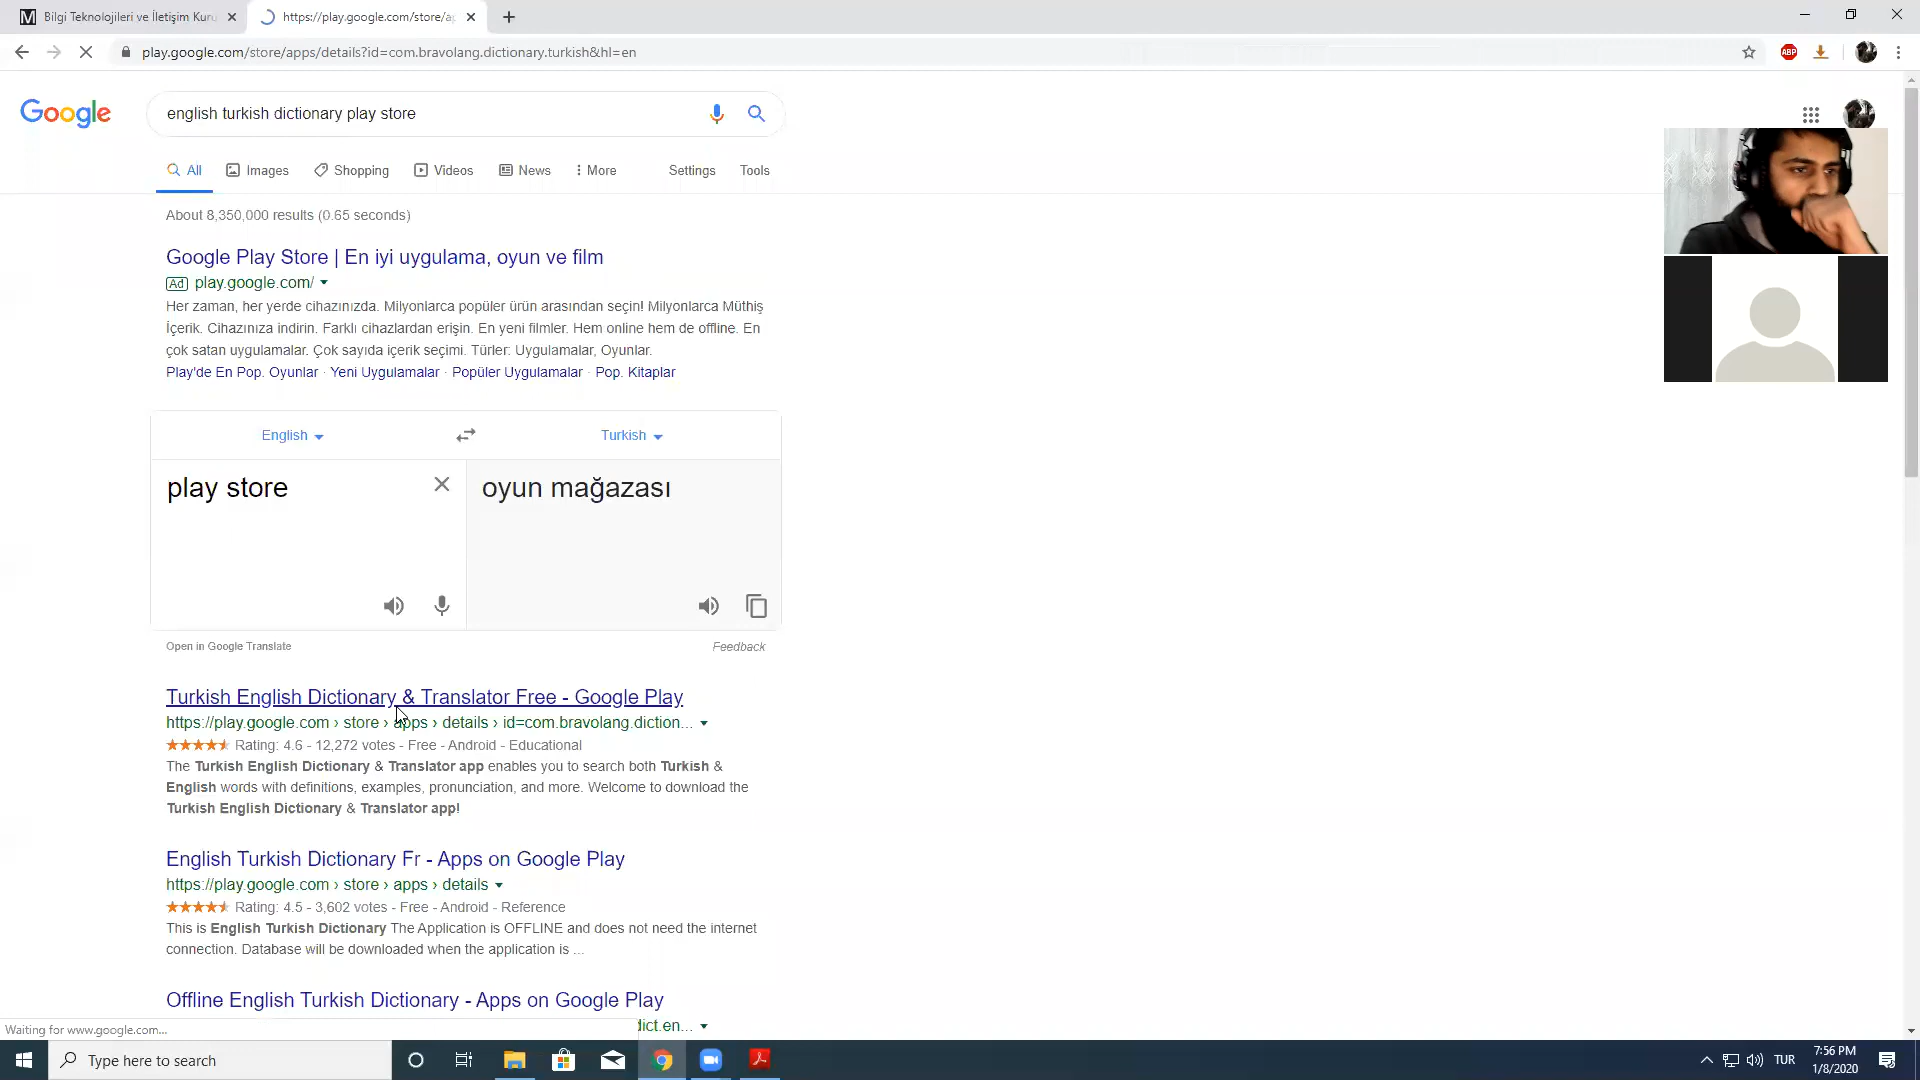 Bilgi Teknolojileri ve İletişim Kuru
https://play.google.com/store/ap
play.google.com/store/apps/details?id=com.bravolang.dictionary.turkish&hl=en
ABP
Google
english turkish dictionary play store
All
Images
Shopping
Videos
News
More
Settings
Tools
About 8,350,000 results (0.65 seconds)
Google Play Store | En iyi uygulama, oyun ve film
Ad play.google.com/
Her zaman, her yerde cihazınızda. Milyonlarca popüler ürün arasından seçin! Milyonlarca Müthiş
İçerik. Cihazınıza indirin. Farklı cihazlardan erişin. En yeni filmler. Hem online hem de offline. En
çok satan uygulamalar. Çok sayıda içerik seçimi. Türler: Uygulamalar, Oyunlar.
Play'de En Pop. Oyunlar · Yeni Uygulamalar · Popüler Uygulamalar · Pop. Kitaplar
English
Turkish
play store
oyun mağazası
Open in Google Translate
Feedback
Turkish English Dictionary & Translator Free - Google Play
https://play.google.com › store › apps › details › id=com.bravolang.diction...
Rating: 4.6 - 12,272 votes - Free - Android - Educational
The Turkish English Dictionary & Translator app enables you to search both Turkish &
English words with definitions, examples, pronunciation, and more. Welcome to download the
Turkish English Dictionary & Translator app!
English Turkish Dictionary Fr - Apps on Google Play
https://play.google.com › store › apps › details
Rating: 4.5 - 3,602 votes - Free - Android - Reference
This is English Turkish Dictionary The Application is OFFLINE and does not need the internet
connection. Database will be downloaded when the application is ...
Offline English Turkish Dictionary - Apps on Google Play
dict.en...
Waiting for www.google.com...
Type here to search
TUR
7:56 PM
1/8/2020